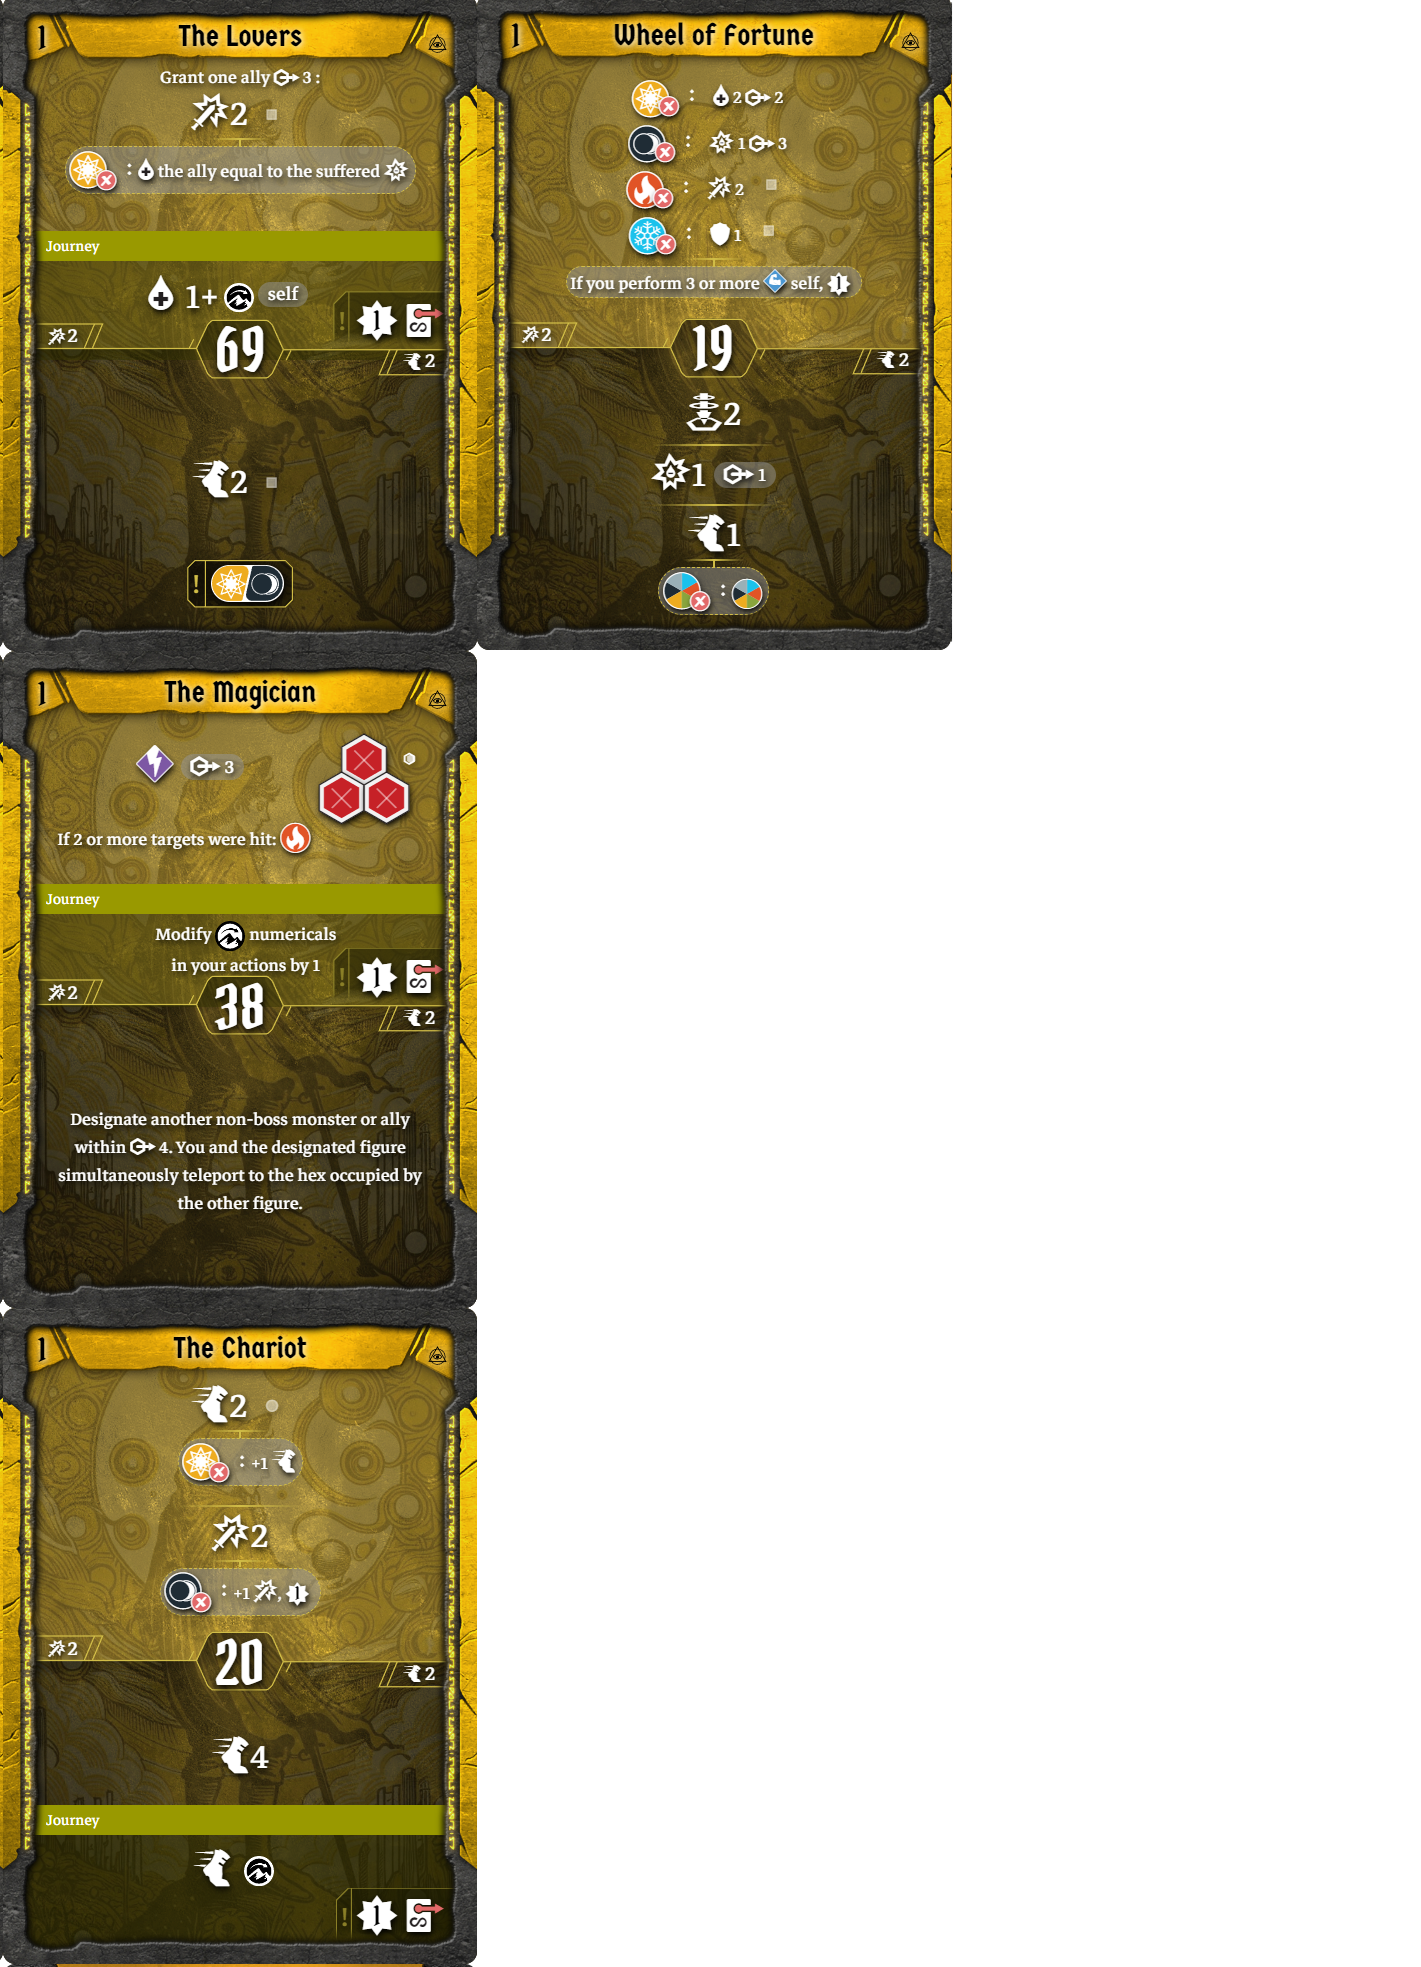 1 The Lovers
Grant one ally 3 :
2
: the ally equal to the suffered
Journey
1+ self
1 S
2 69 2
2
!
1 Wheel of Fortune
: 2 2
: 1 3
: 2
: 1
If you perform 3 or more self, 1
2 19 2
2
1 1
1
:
1 The Magician
3
If 2 or more targets were hit:
Journey
Modify numericals
in your actions by 1
! 1 S
2 38 2
Designate another non-boss monster or ally
within 4. You and the designated figure
simultaneously teleport to the hex occupied by
the other figure.
1 The Chariot
2
: +1
2
: +1 , 1
2 20 2
4
Journey
! 1 S